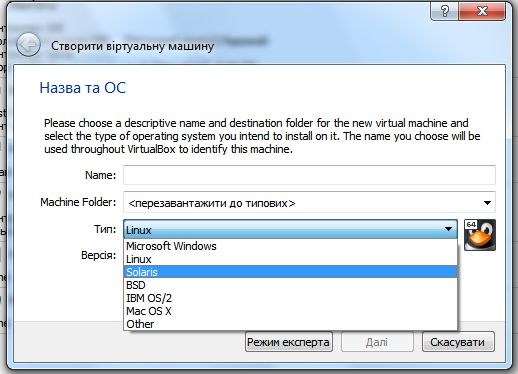 ?
x
Створити віртуальну машину
Назва та ОС
Please choose a descriptive name and destination folder for the new virtual machine and
select the type of operating system you intend to install on it. The name you choose will be
used throughout VirtualBox to identify this machine.
Name:
Machine Folder: <перезавантажити до типових>
Тип: Linux
64
Microsoft Windows
Версія: Linux
Solaris
BSD
IBM OS/2
Mac OS X
Other
Режим експерта Далі Скасувати